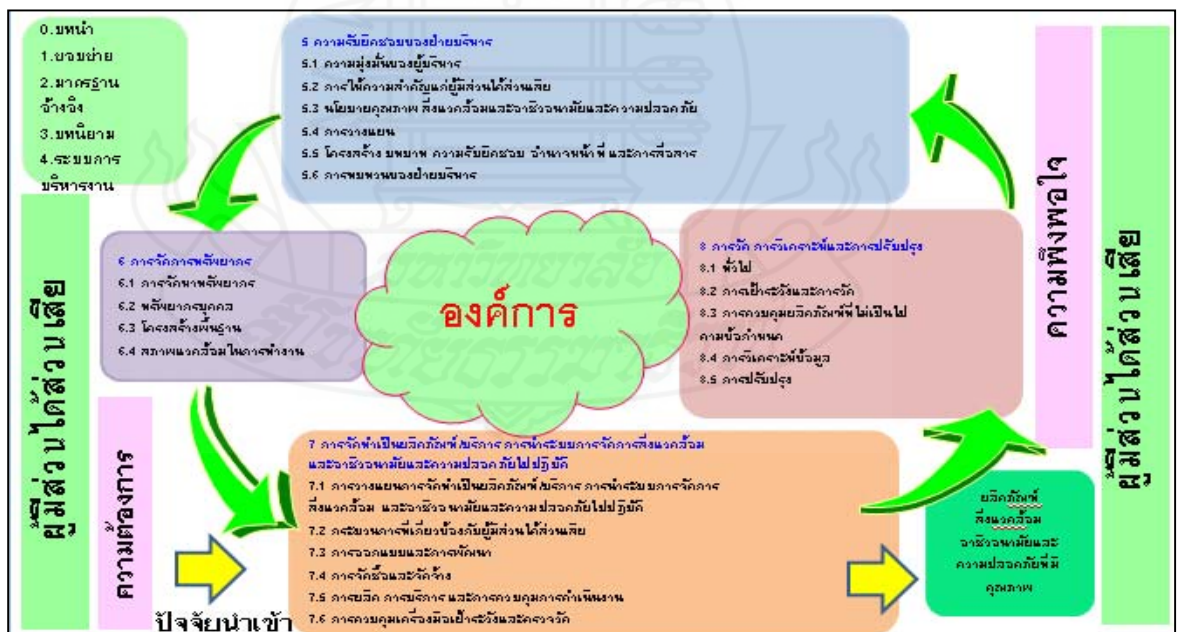 0.บทนำ
1.ขอบข่าย
2.มาตรฐาน
อ้างอิง
3.บทนิยาม
4.ระบบการ
บริหารงาน
5 ความรับผิดชอบของฝ่ายบริหาร
5.1 ความมุ่งมั่นของผู้บริหาร
5.2 การให้ความสำคัญแก่ผู้มีส่วนได้ส่วนเสีย
5.3 นโยบายคุณภาพ สิ่งแวดล้อมและอาชีวอนามัยและความปลอดภัย
5.4 การวางแผน
5.5 โครงสร้าง บทบาท ความรับผิดชอบ อำนาจหน้าที่ และการสื่อสาร
5.6 การทบทวนของฝ่ายบริหาร
6 การจัดการทรัพยากร
6.1 การจัดหาทรัพยากร
6.2 ทรัพยากรบุคคล
6.3 โครงสร้างพื้นฐาน
6.4 สภาพแวดล้อมในการทำงาน
องค์การ
8 การวัด การวิเคราะห์และการปรับปรุง
8.1 ทั่วไป
8.2 การเฝ้าระวังและการวัด
8.3 การควบคุมผลิตภัณฑ์ที่ไม่เป็นไป
ตามข้อกำหนด
8.4 การวิเคราะห์ข้อมูล
8.5 การปรับปรุง
7 การจัดทำเป็นผลิตภัณฑ์/บริการ การนำระบบการจัดการสิ่งแวดล้อม
และอาชีวอนามัยและความปลอดภัยไปปฏิบัติ
7.1 การวางแผนการจัดทำเป็นผลิตภัณฑ์/บริการ การนำระบบการจัดการ
สิ่งแวดล้อม และอาชีวอนามัยและความปลอดภัยไปปฏิบัติ
7.2 กระบวนการที่เกี่ยวข้องกับผู้มีส่วนได้ส่วนเสีย
7.3 การออกแบบและการพัฒนา
7.4 การจัดซื้อและจัดจ้าง
7.5 การผลิต การบริการ และการควบคุมการดำเนินงาน
7.6 การควบคุมเครื่องมือเฝ้าระวังและตรวจวัด
ผู้มีส่วนได้ส่วนเสีย
ความต้องการ
ปัจจัยนำเข้า
ความพึงพอใจ
ผู้มีส่วนได้ส่วนเสีย
ผลิตภัณฑ์
สิ่งแวดล้อม
อาชีวอนามัยและ
ความปลอดภัยที่มี
คุณภาพ